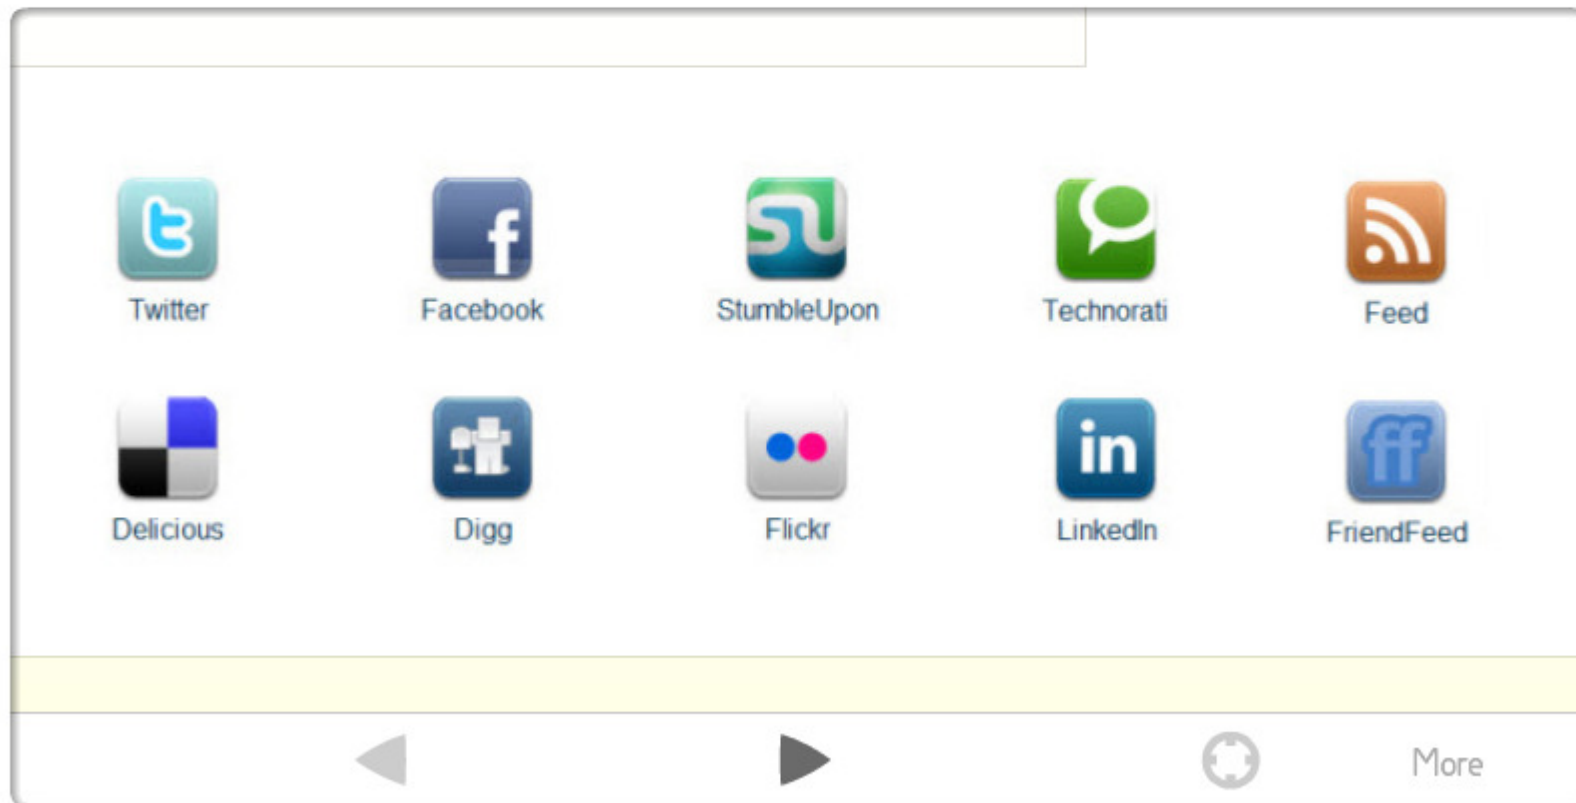 Twitter Facebook StumbleUpon Technorati Feed
Delicious Digg Flickr LinkedIn FriendFeed
More